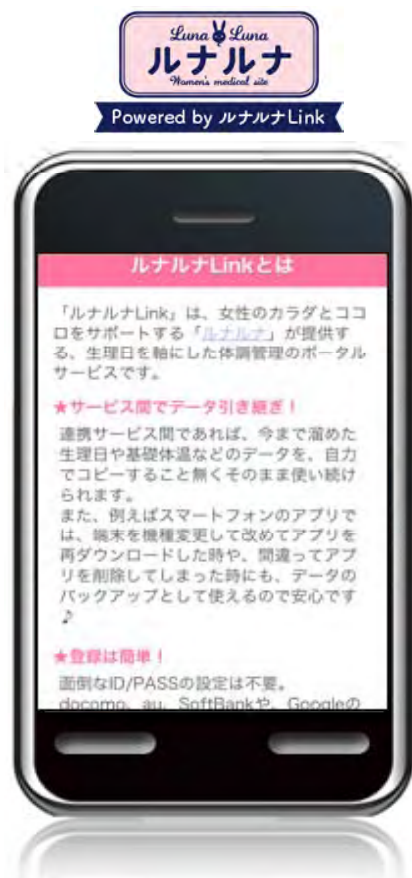 Luna Luna
ルナルナ
Women's medical site
Powered by ルナルナLink
ルナルナLinkとは
「ルナルナLink」は、女性のカラダとココ
ロをサポートする「ルナルナ」が提供す
る、生理日を軸にした体調管理のポータル
サービスです。
★サービス間でデータ引き継ぎ！
連携サービス間であれば、今まで溜めた
生理日や基礎体温などのデータを、自力
でコピーすること無くそのまま使い続け
られます。
また、例えばスマートフォンのアプリで
は、端末を機種変更して改めてアプリを
再ダウンロードした時や、間違ってアプ
リを削除してしまった時にも、データの
バックアップとして使えるので安心です
♪
★登録は簡単！
面倒なID/PASSの設定は不要。
docomo、au、SoftBankや、Googleの